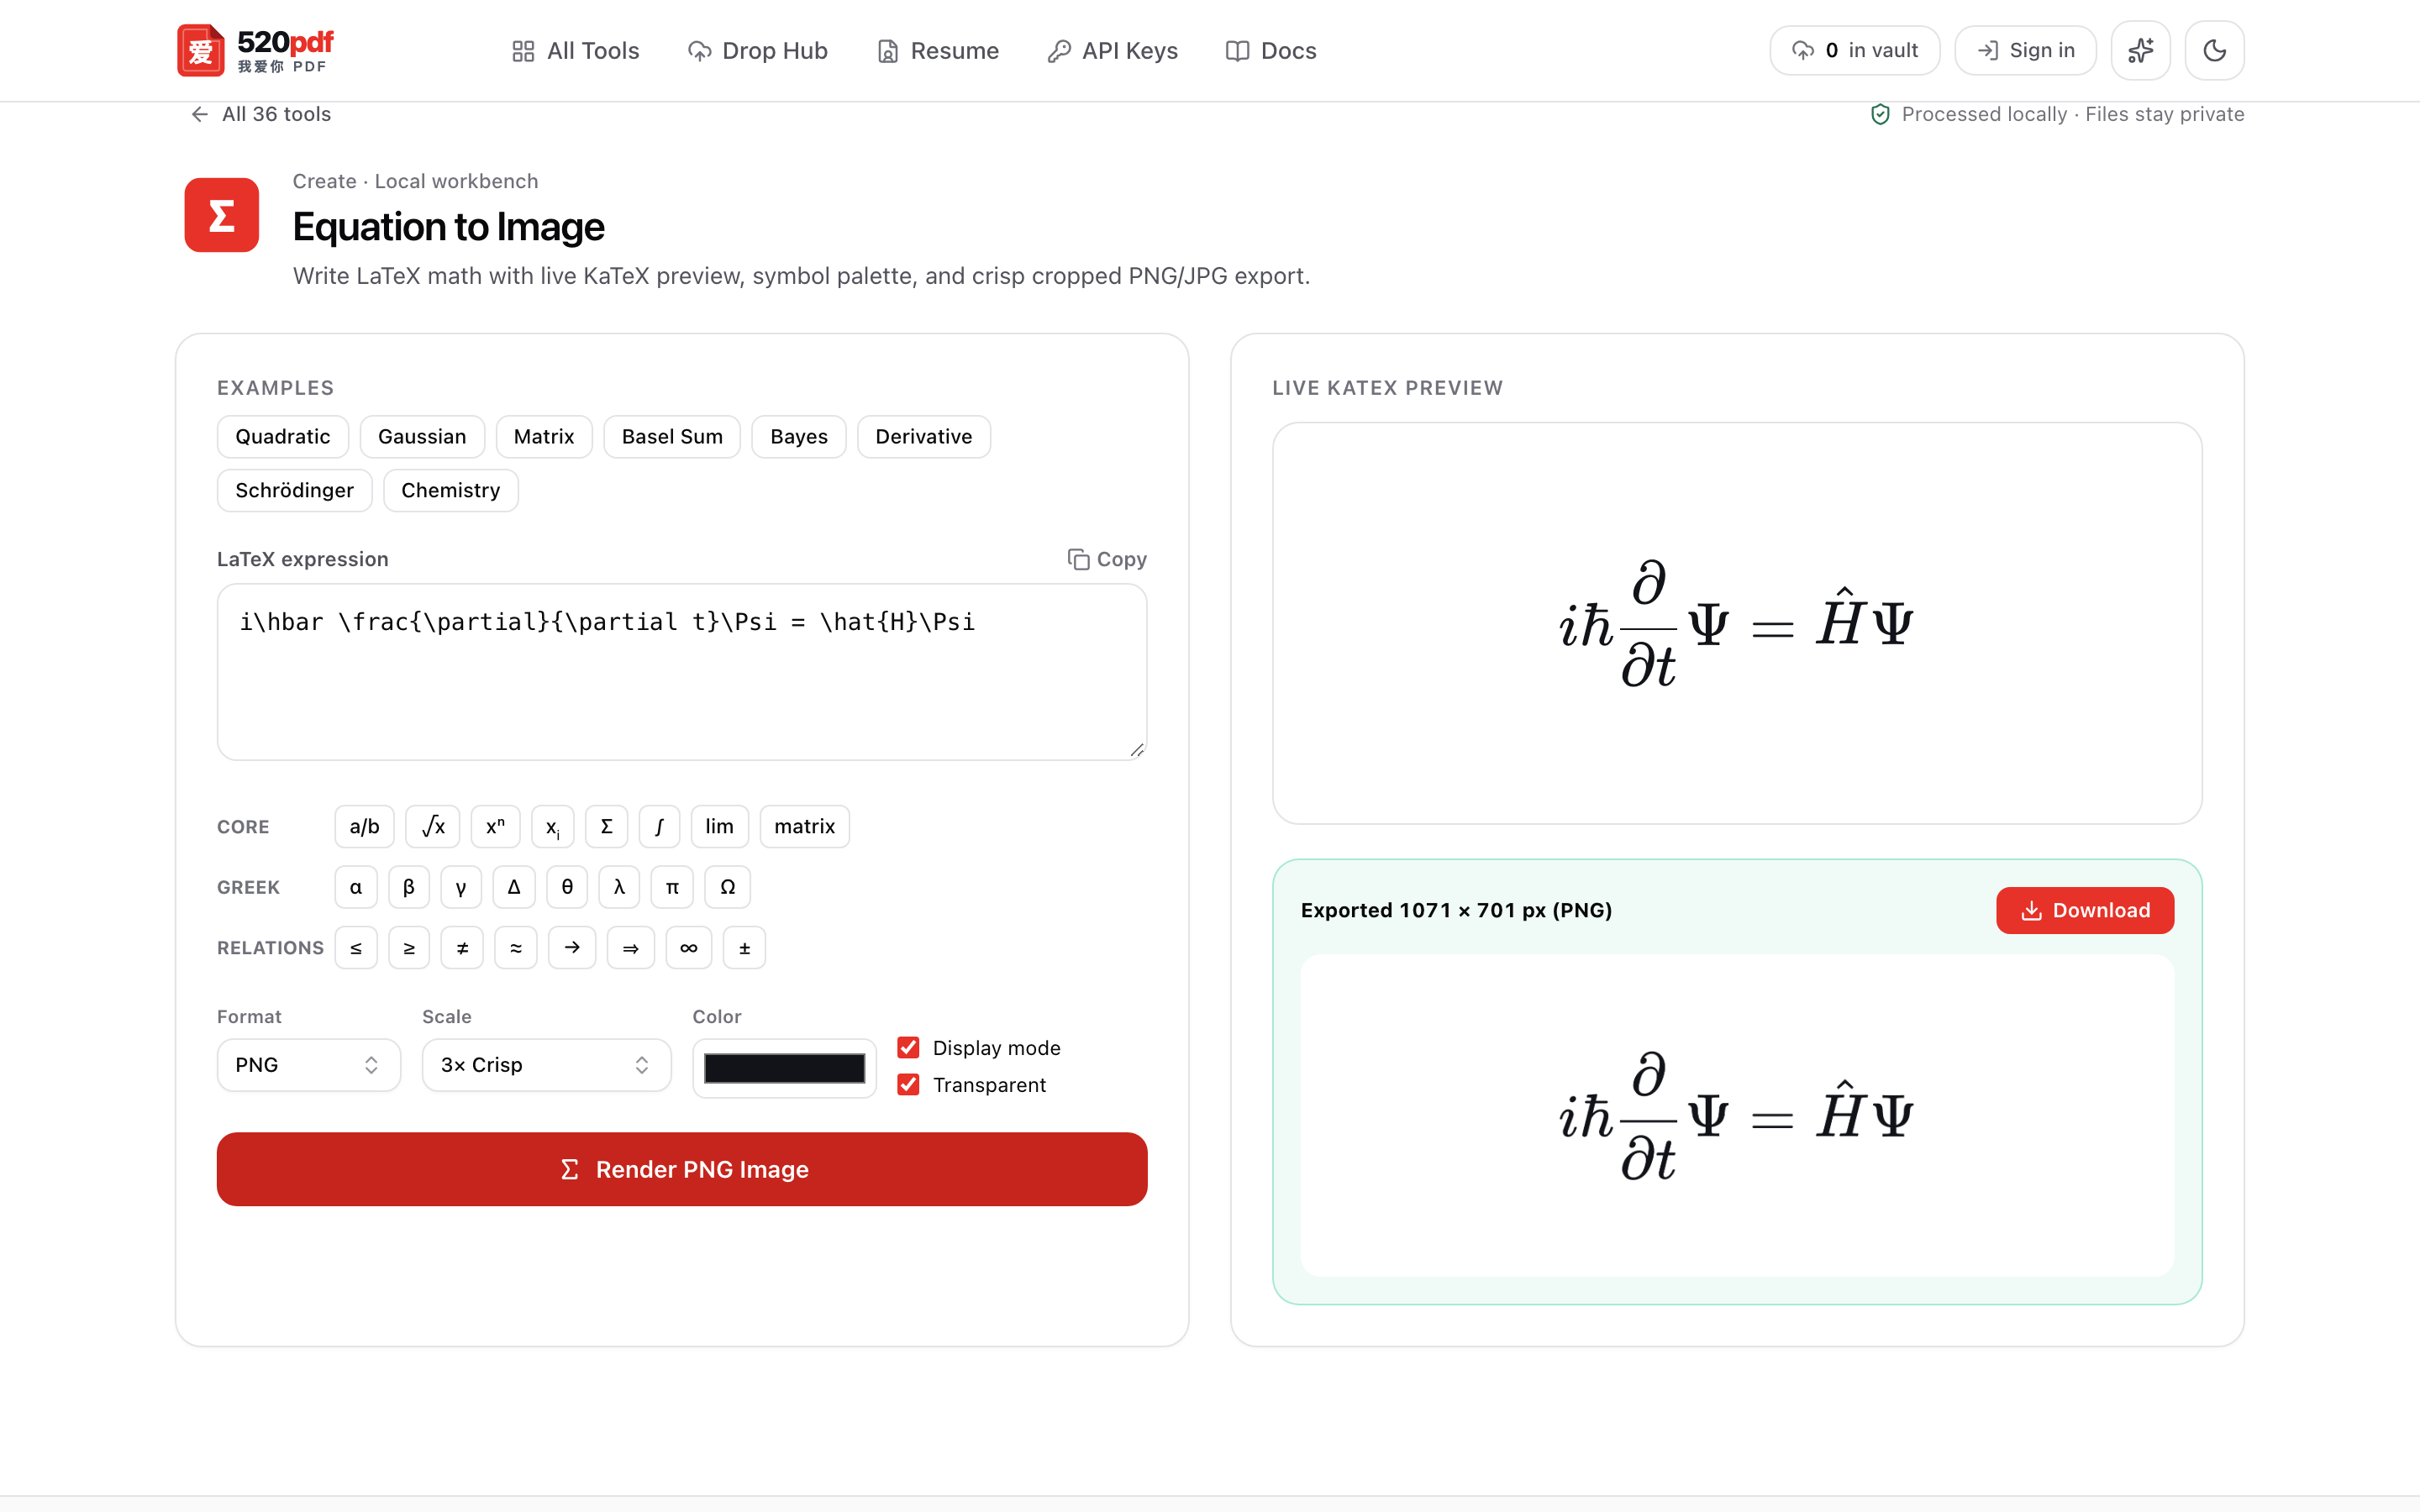 爱 520pdf
我爱你 PDF
All Tools
Drop Hub
Resume
API Keys
Docs
0 in vault
Sign in
All 36 tools
Processed locally · Files stay private
Σ
Create · Local workbench
Equation to Image
Write LaTeX math with live KaTeX preview, symbol palette, and crisp cropped PNG/JPG export.
EXAMPLES
Quadratic
Gaussian
Matrix
Basel Sum
Bayes
Derivative
Schrödinger
Chemistry
LaTeX expression
Copy
i\hbar \frac{\partial}{\partial t}\Psi = \hat{H}\Psi
CORE a/b √x xⁿ xᵢ Σ ∫ lim matrix
GREEK α β γ Δ θ λ π Ω
RELATIONS ≤ ≥ ≠ ≈ → ⇒ ∞ ±
Format
Scale
Color
PNG
3× Crisp
Display mode
Transparent
Σ Render PNG Image
LIVE KATEX PREVIEW
iħ ∂/∂t Ψ = ĤΨ
Exported 1071 × 701 px (PNG)
Download
iħ ∂/∂t Ψ = ĤΨ